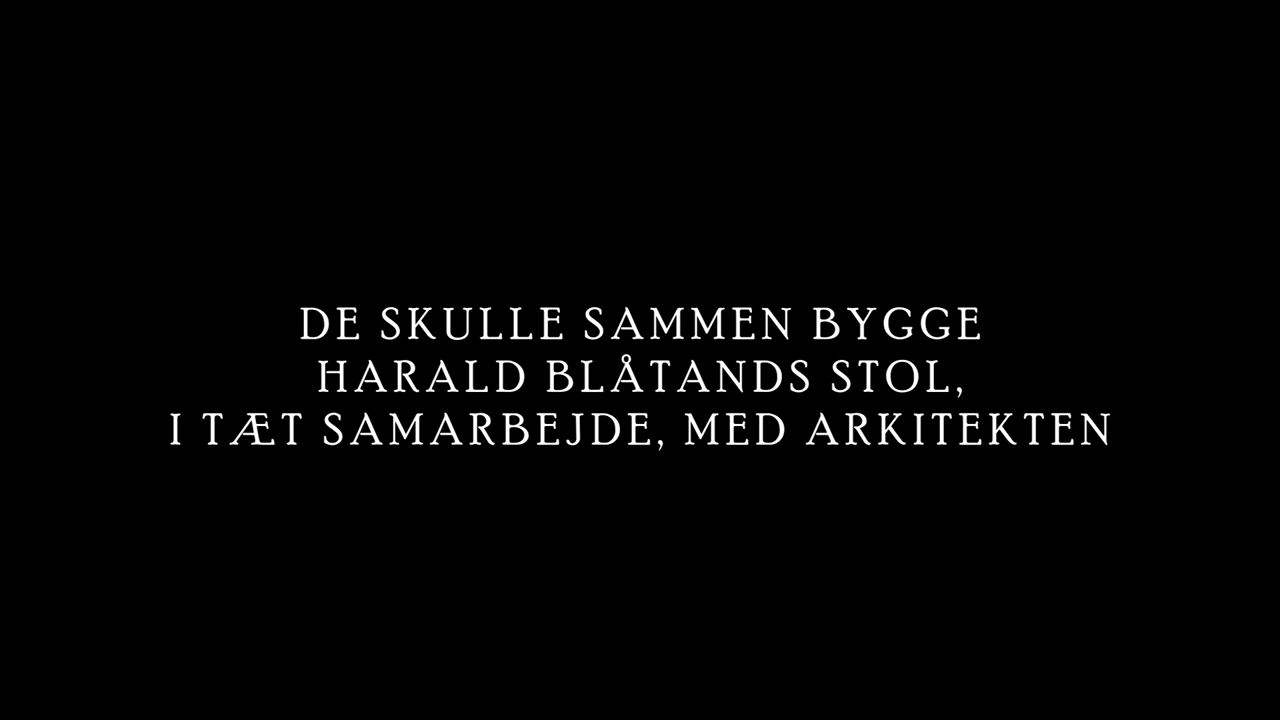 DE SKULLE SAMMEN BYGGE
HARALD BLÅTANDS STOL,
I TÆT SAMARBEJDE, MED ARKITEKTEN